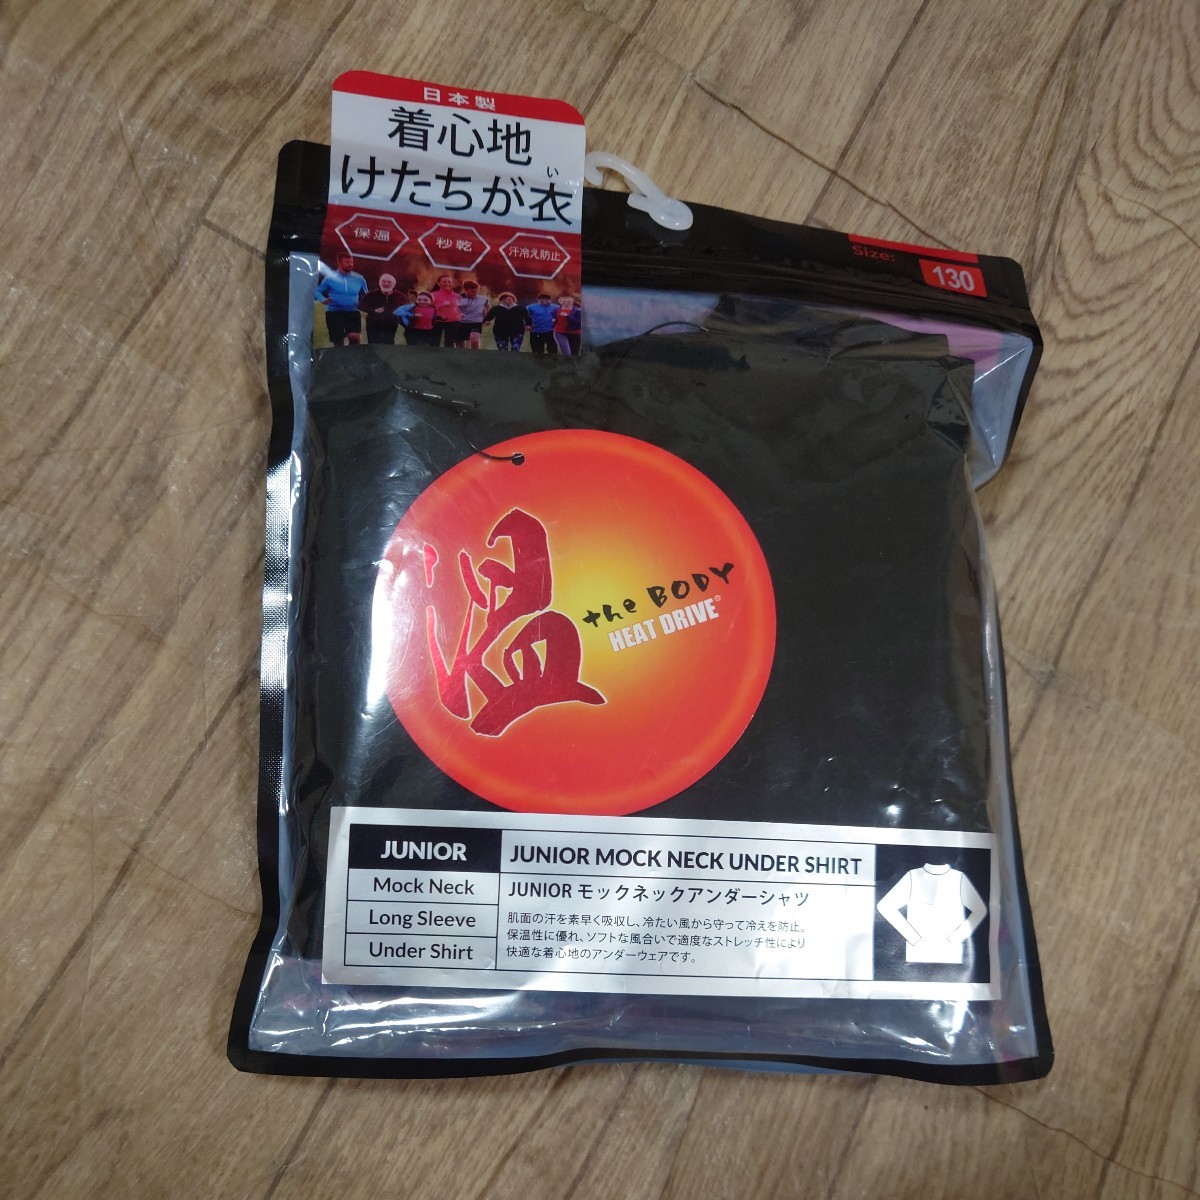 日本製
着心地
けたちが衣
い
保温
秒乾
汗冷え防止
Size:
130
温
the BODY
HEAT DRIVE®
JUNIOR
Mock Neck
Long Sleeve
Under Shirt
JUNIOR MOCK NECK UNDER SHIRT
JUNIOR モックネックアンダーシャツ
肌面の汗を素早く吸収し、冷たい風から守って冷えを防止。
保温性に優れ、ソフトな風合いで適度なストレッチ性により
快適な着心地のアンダーウェアです。